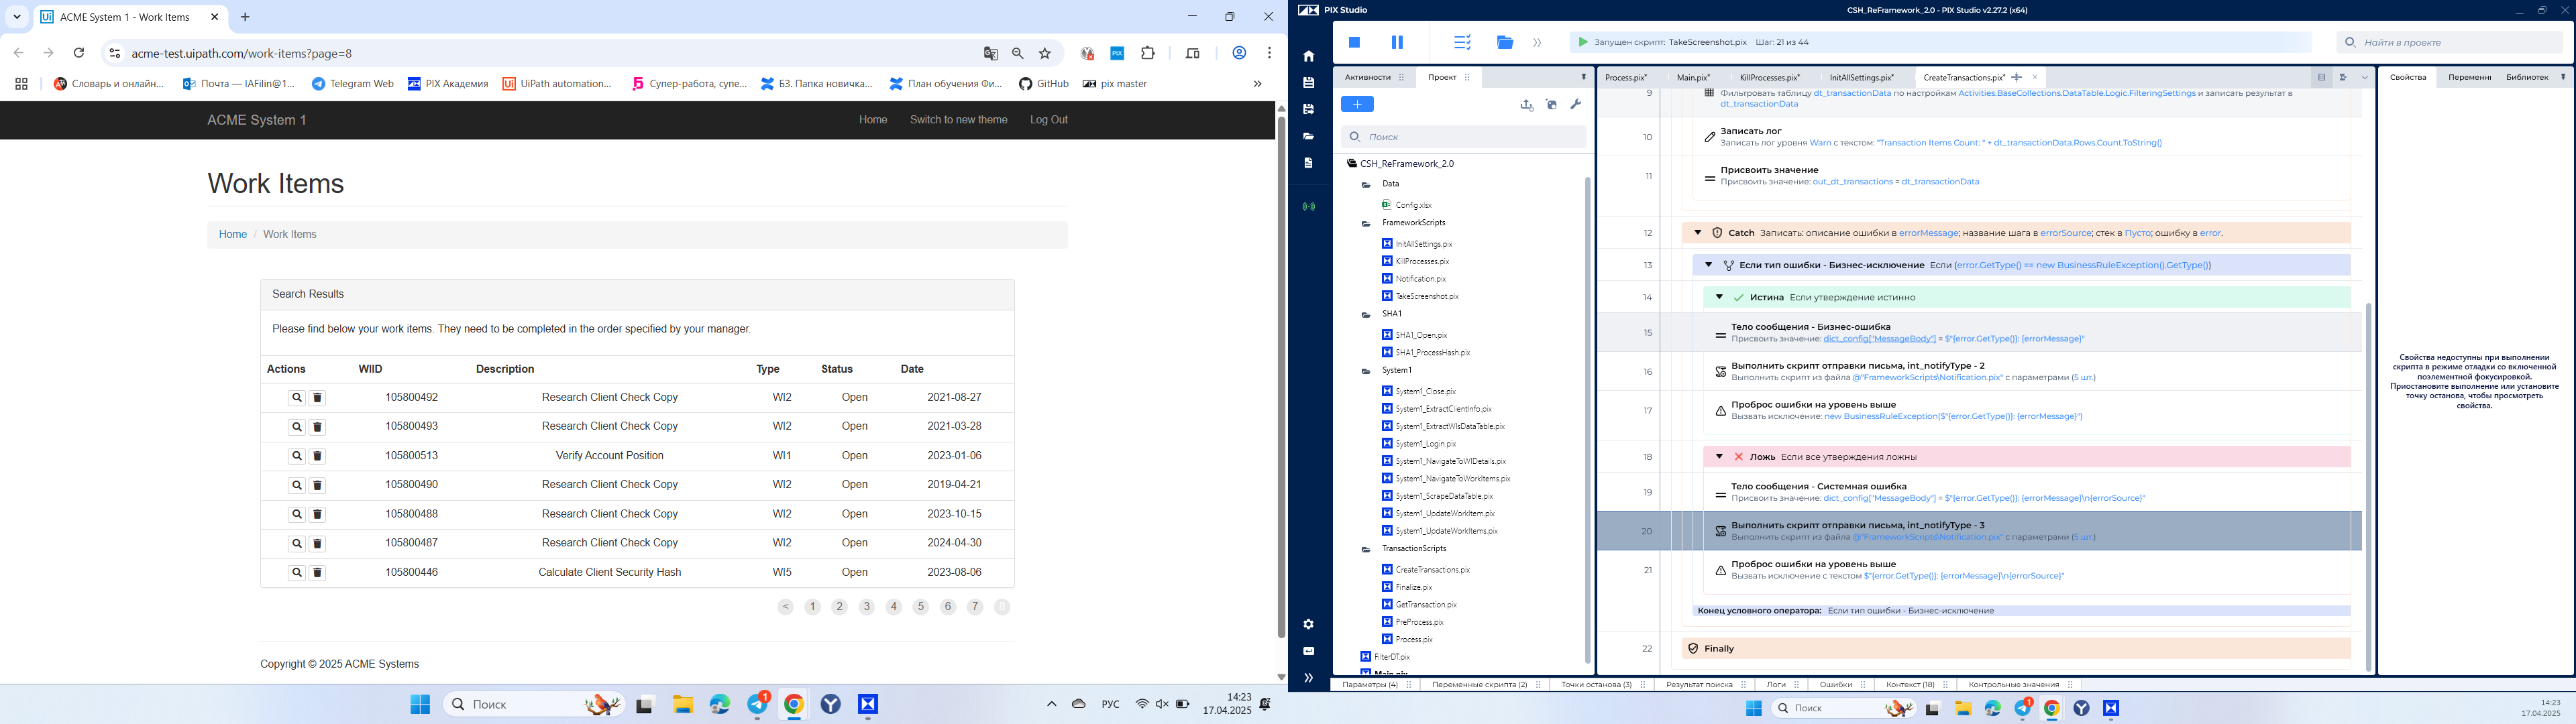 ACME System 1 - Work Items
acme-test.uipath.com/work-items?page=8
Словарь и онлайн...
Почта — IAFilin@1...
Telegram Web
PIX Академия
UiPath automation...
Супер-работа, супе...
БЗ. Папка новичка...
План обучения Фи...
GitHub
pix master
ACME System 1
Home
Switch to new theme
Log Out
Work Items
Home / Work Items
Search Results
Please find below your work items. They need to be completed in the order specified by your manager.
Actions WIID Description Type Status Date
105800492 Research Client Check Copy WI2 Open 2021-08-27
105800493 Research Client Check Copy WI2 Open 2021-03-28
105800513 Verify Account Position WI1 Open 2023-01-06
105800490 Research Client Check Copy WI2 Open 2019-04-21
105800488 Research Client Check Copy WI2 Open 2023-10-15
105800487 Research Client Check Copy WI2 Open 2024-04-30
105800446 Calculate Client Security Hash WI5 Open 2023-08-06
< 1 2 3 4 5 6 7 8
Copyright © 2025 ACME Systems
Поиск
1
РУС
14:23
17.04.2025
PIX Studio
CSH_ReFramework_2.0 - PIX Studio v2.27.2 (x64)
Запущен скрипт: TakeScreenshot.pix Шаг: 21 из 44
Найти в проекте
Активности
Проект
Поиск
CSH_ReFramework_2.0
Data
Config.xlsx
FrameworkScripts
InitAllSettings.pix
KillProcesses.pix
Notification.pix
TakeScreenshot.pix
SHA1
SHA1_Open.pix
SHA1_ProcessHash.pix
System1
System1_Close.pix
System1_ExtractClientInfo.pix
System1_ExtractWIsDataTable.pix
System1_Login.pix
System1_NavigateToWIDetails.pix
System1_NavigateToWorkItems.pix
System1_ScrapeDataTable.pix
System1_UpdateWorkItem.pix
System1_UpdateWorkItems.pix
TransactionScripts
CreateTransactions.pix
Finalize.pix
GetTransaction.pix
PreProcess.pix
Process.pix
FilterDT.pix
Main.pix
Process.pix*
Main.pix*
KillProcesses.pix*
InitAllSettings.pix*
CreateTransactions.pix*
9
Фильтровать таблицу dt_transactionData по настройкам Activities.BaseCollections.DataTable.Logic.FilteringSettings и записать результат в
dt_transactionData
10
Записать лог
Записать лог уровня Warn с текстом: "Transaction Items Count: " + dt_transactionData.Rows.Count.ToString()
11
Присвоить значение
Присвоить значение: out_dt_transactions = dt_transactionData
12
Catch Записать: описание ошибки в errorMessage; название шага в errorSource; стек в Пусто; ошибку в error.
13
Если тип ошибки - Бизнес-исключение Если (error.GetType() == new BusinessRuleException().GetType())
14
Истина Если утверждение истинно
15
Тело сообщения - Бизнес-ошибка
Присвоить значение: dict_config["MessageBody"] = $"{error.GetType()}: {errorMessage}"
16
Выполнить скрипт отправки письма, int_notifyType - 2
Выполнить скрипт из файла @"FrameworkScripts\Notification.pix" с параметрами (5 шт.)
17
Проброс ошибки на уровень выше
Вызвать исключение: new BusinessRuleException($"{error.GetType()}: {errorMessage}")
18
Ложь Если все утверждения ложны
19
Тело сообщения - Системная ошибка
Присвоить значение: dict_config["MessageBody"] = $"{error.GetType()}: {errorMessage}\n{errorSource}"
20
Выполнить скрипт отправки письма, int_notifyType - 3
Выполнить скрипт из файла @"FrameworkScripts\Notification.pix" с параметрами (5 шт.)
21
Проброс ошибки на уровень выше
Вызвать исключение с текстом $"{error.GetType()}: {errorMessage}\n{errorSource}"
Конец условного оператора: Если тип ошибки - Бизнес-исключение
22
Finally
Свойства
Переменны
Библиотек
Свойства недоступны при выполнении
скрипта в режиме отладки со включенной
поэлементной фокусировкой.
Приостановите выполнение или установите
точку останова, чтобы просмотреть
свойства.
Параметры (4)
Переменные скрипта (2)
Точки останова (3)
Результат поиска
Логи
Ошибки
Контекст (18)
Контрольные значения
Поиск
1
14:23
17.04.2025